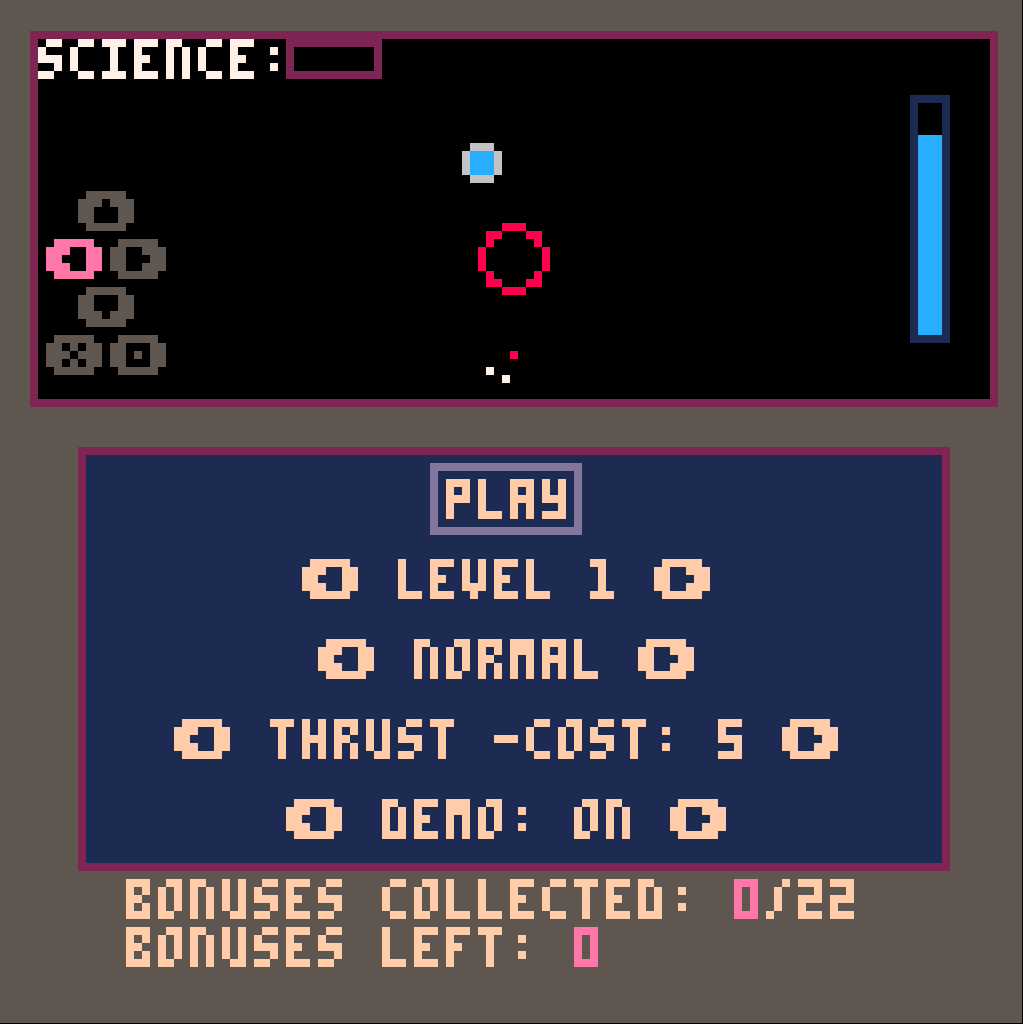 SCIENCE:
PLAY
LEVEL 1
NORMAL
THRUST -COST: 5
DEMO: ON
BONUSES COLLECTED: 0/22
BONUSES LEFT: 0